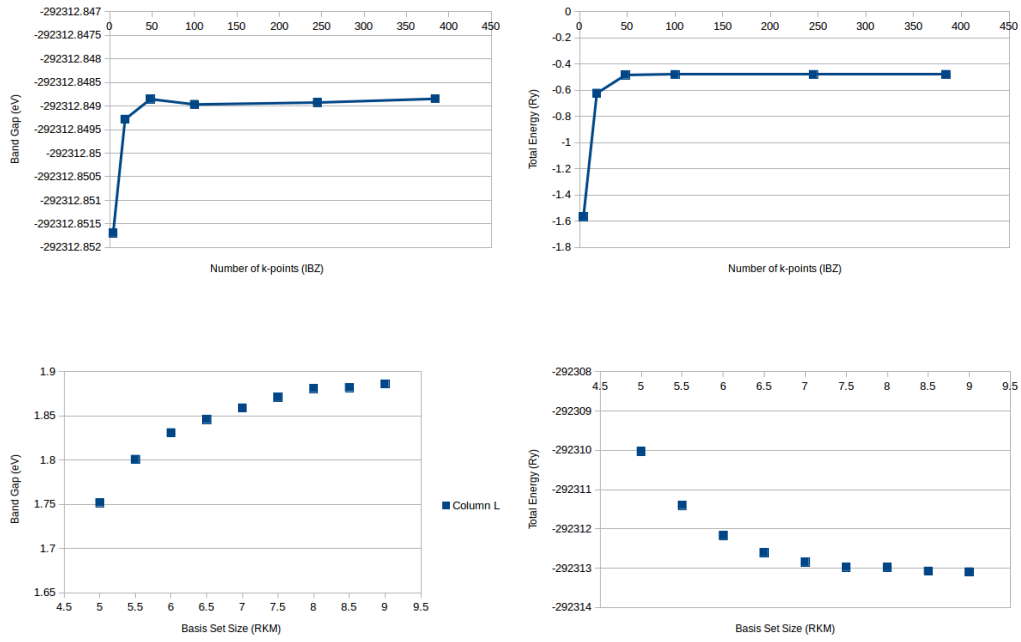 -292312.847
0 50 100 150 200 250 300 350 400 450
-292312.8475
-292312.848
-292312.8485
-292312.849
-292312.8495
-292312.85
-292312.8505
-292312.851
-292312.8515
-292312.852
Band Gap (eV)
Number of k-points (IBZ)
0
0 50 100 150 200 250 300 350 400 450
-0.2
-0.4
-0.6
-0.8
-1
-1.2
-1.4
-1.6
-1.8
Total Energy (Ry)
Number of k-points (IBZ)
1.9
1.85
1.8
1.75
1.7
1.65
4.5 5 5.5 6 6.5 7 7.5 8 8.5 9 9.5
Band Gap (eV)
Basis Set Size (RKM)
Column L
-292308
4.5 5 5.5 6 6.5 7 7.5 8 8.5 9 9.5
-292309
-292310
-292311
-292312
-292313
-292314
Total Energy (Ry)
Basis Set Size (RKM)